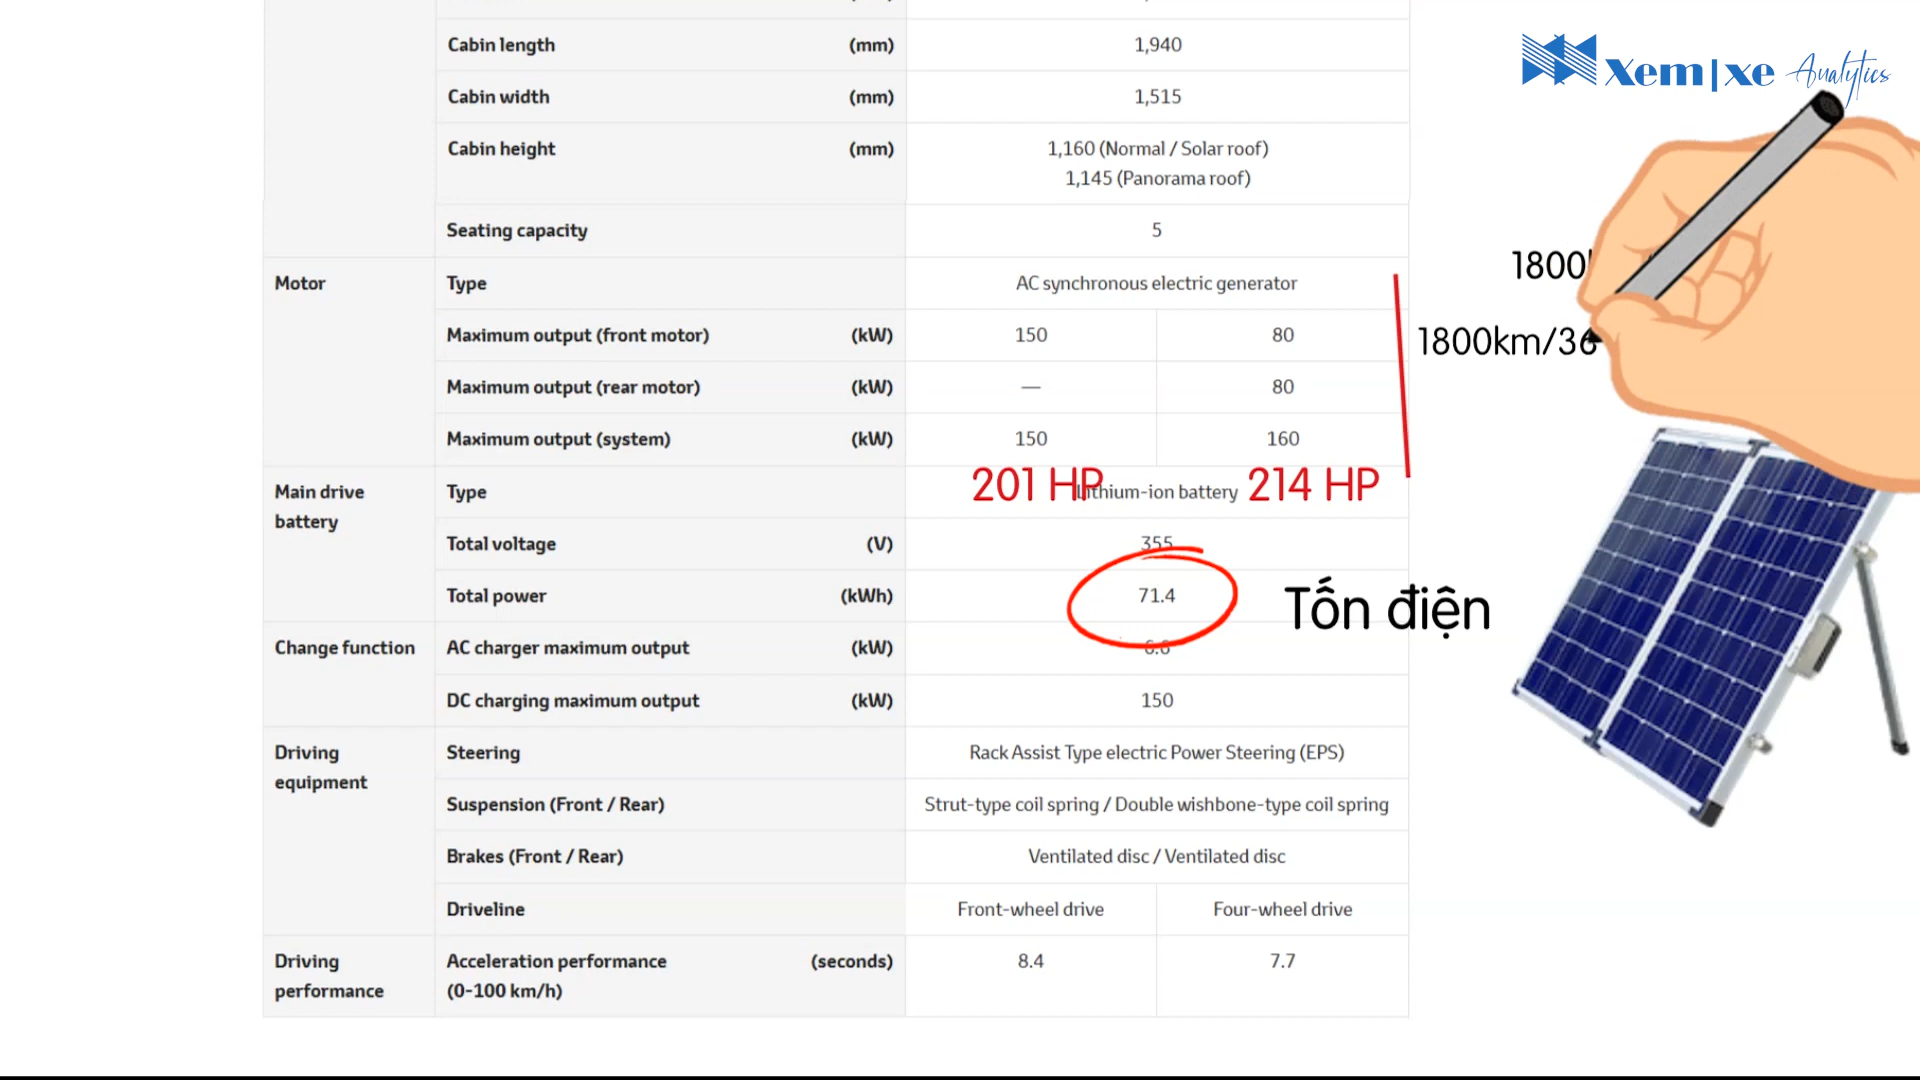 Xem|xe Analytics
Cabin length (mm) 1,940
Cabin width (mm) 1,515
Cabin height (mm) 1,160 (Normal / Solar roof)
1,145 (Panorama roof)
Seating capacity 5
1800
Motor Type AC synchronous electric generator
Maximum output (front motor) (kW) 150 80
1800km/36
Maximum output (rear motor) (kW) — 80
Maximum output (system) (kW) 150 160
201 HP 214 HP
Main drive battery Type Lithium-ion battery
Total voltage (V) 355
Total power (kWh) 71.4
Tốn điện
Change function AC charger maximum output (kW) 6.6
DC charging maximum output (kW) 150
Driving equipment Steering Rack Assist Type electric Power Steering (EPS)
Suspension (Front / Rear) Strut-type coil spring / Double wishbone-type coil spring
Brakes (Front / Rear) Ventilated disc / Ventilated disc
Driveline Front-wheel drive Four-wheel drive
Driving performance Acceleration performance (0-100 km/h) (seconds) 8.4 7.7